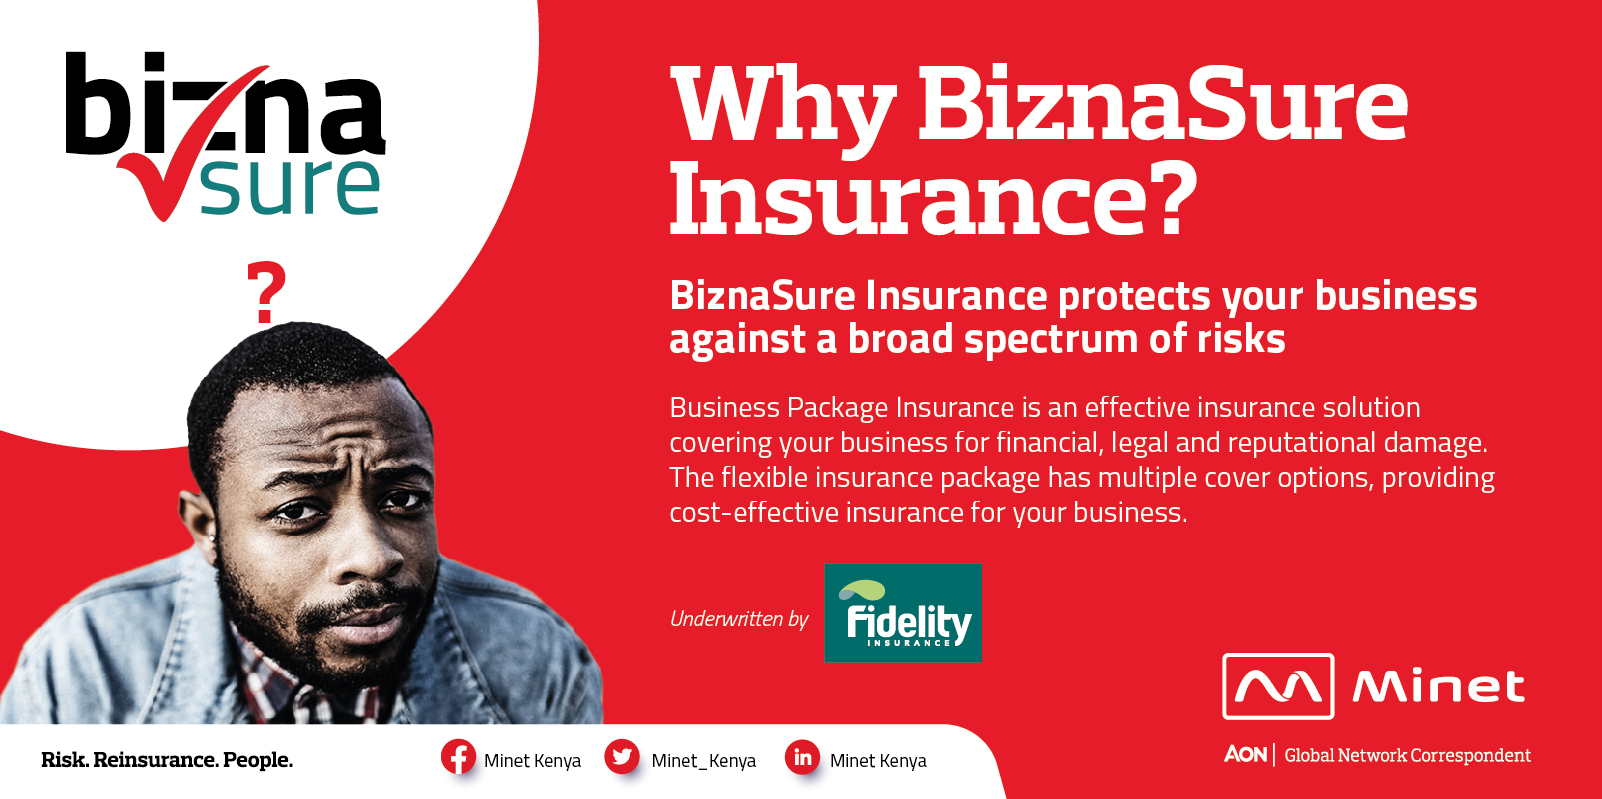 bizna
sure
?
Why BiznaSure
Insurance?
BiznaSure Insurance protects your business
against a broad spectrum of risks
Business Package Insurance is an effective insurance solution
covering your business for financial, legal and reputational damage.
The flexible insurance package has multiple cover options, providing
cost-effective insurance for your business.
Underwritten by
Fidelity
INSURANCE
Minet
AON | Global Network Correspondent
Risk. Reinsurance. People.
Minet Kenya
Minet_Kenya
Minet Kenya